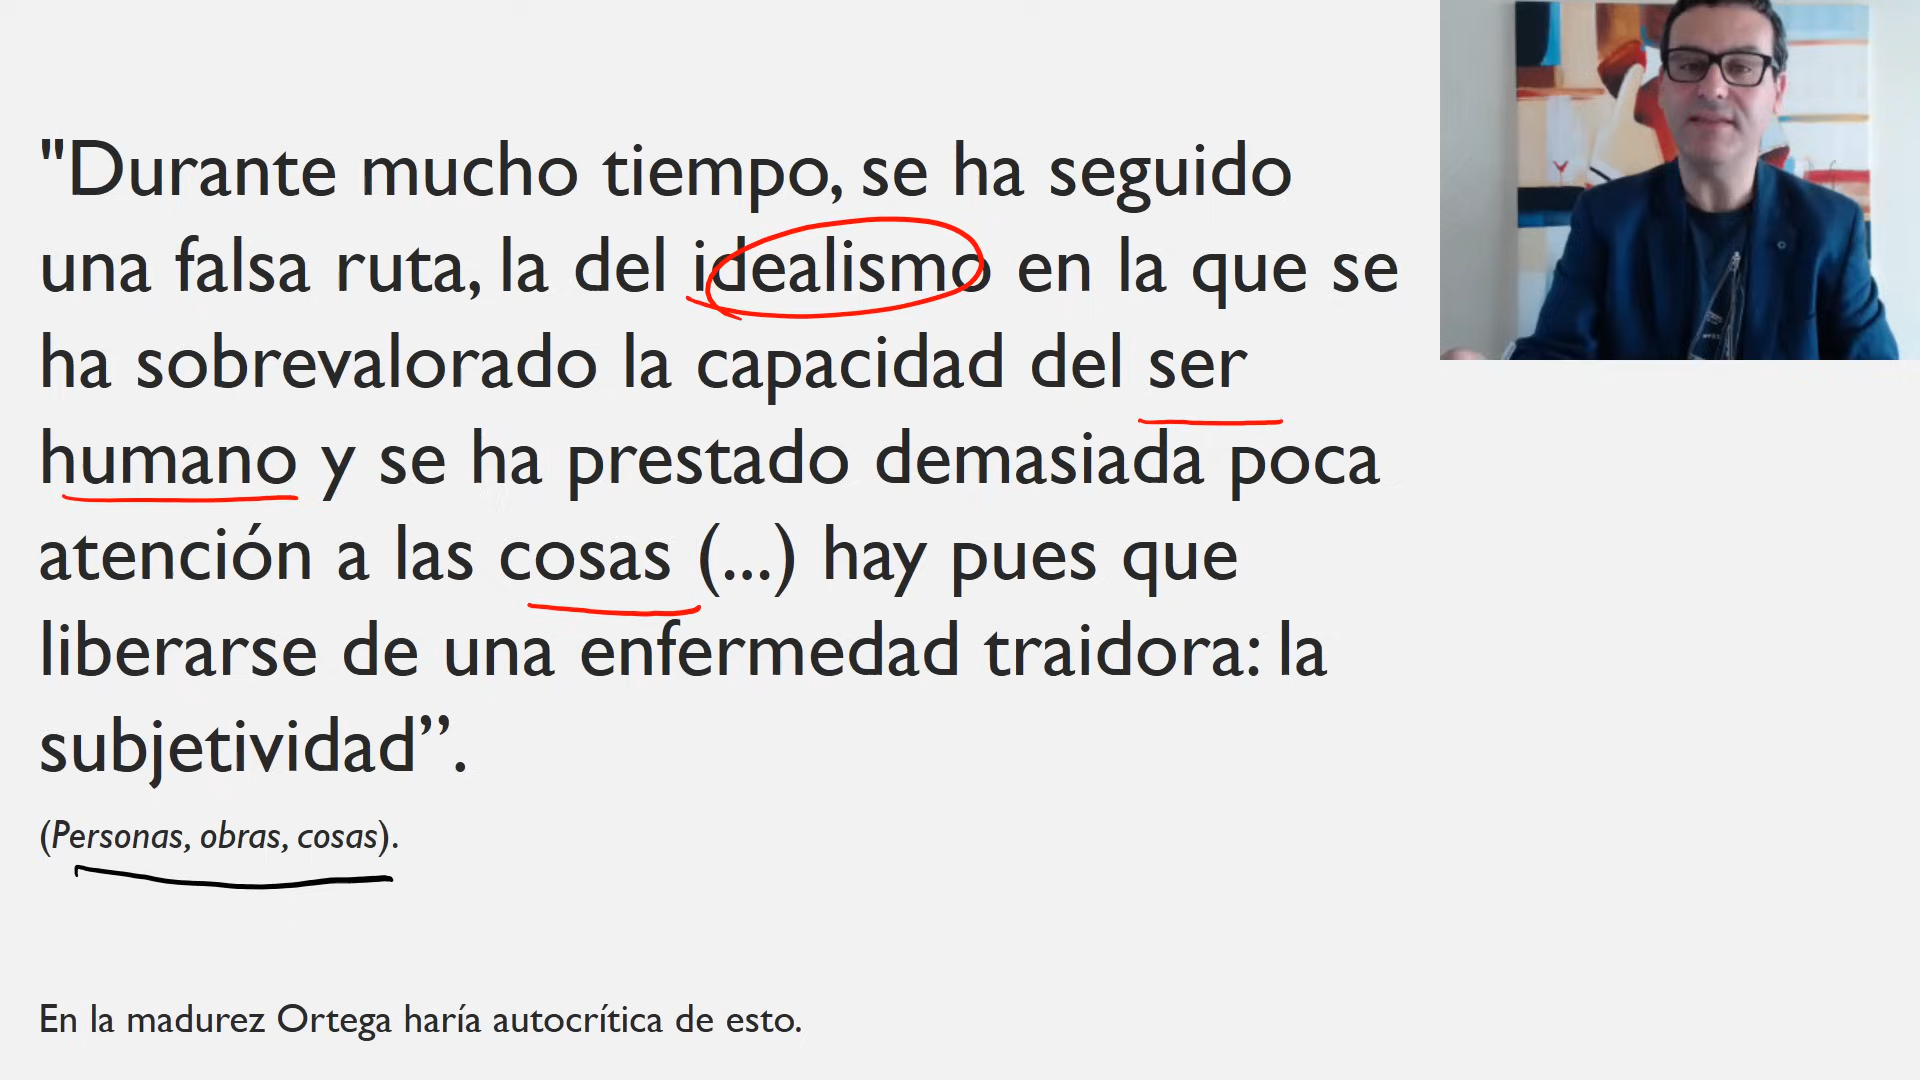 "Durante mucho tiempo, se ha seguido
una falsa ruta, la del idealismo en la que se
ha sobrevalorado la capacidad del ser
humano y se ha prestado demasiada poca
atención a las cosas (...) hay pues que
liberarse de una enfermedad traidora: la
subjetividad”.
(Personas, obras, cosas).
En la madurez Ortega haría autocrítica de esto.